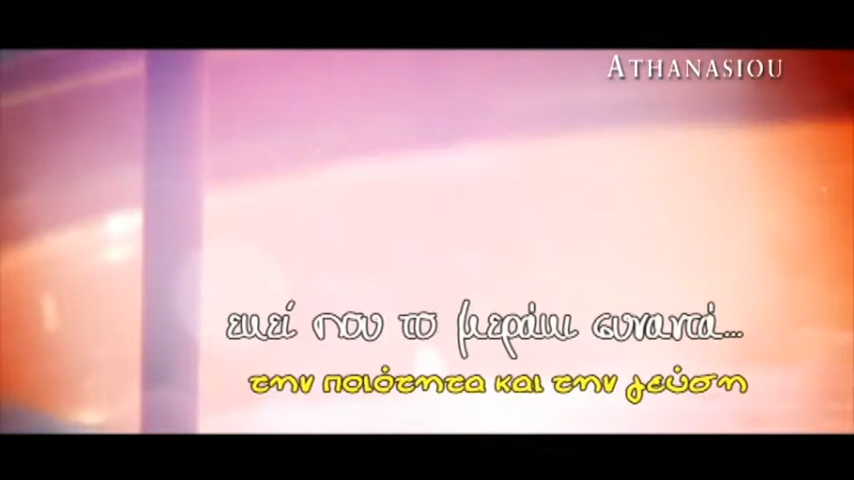 ATHANASIOU
εκεί που το μεράκι συναντά...
την ποιότητα και την γεύση